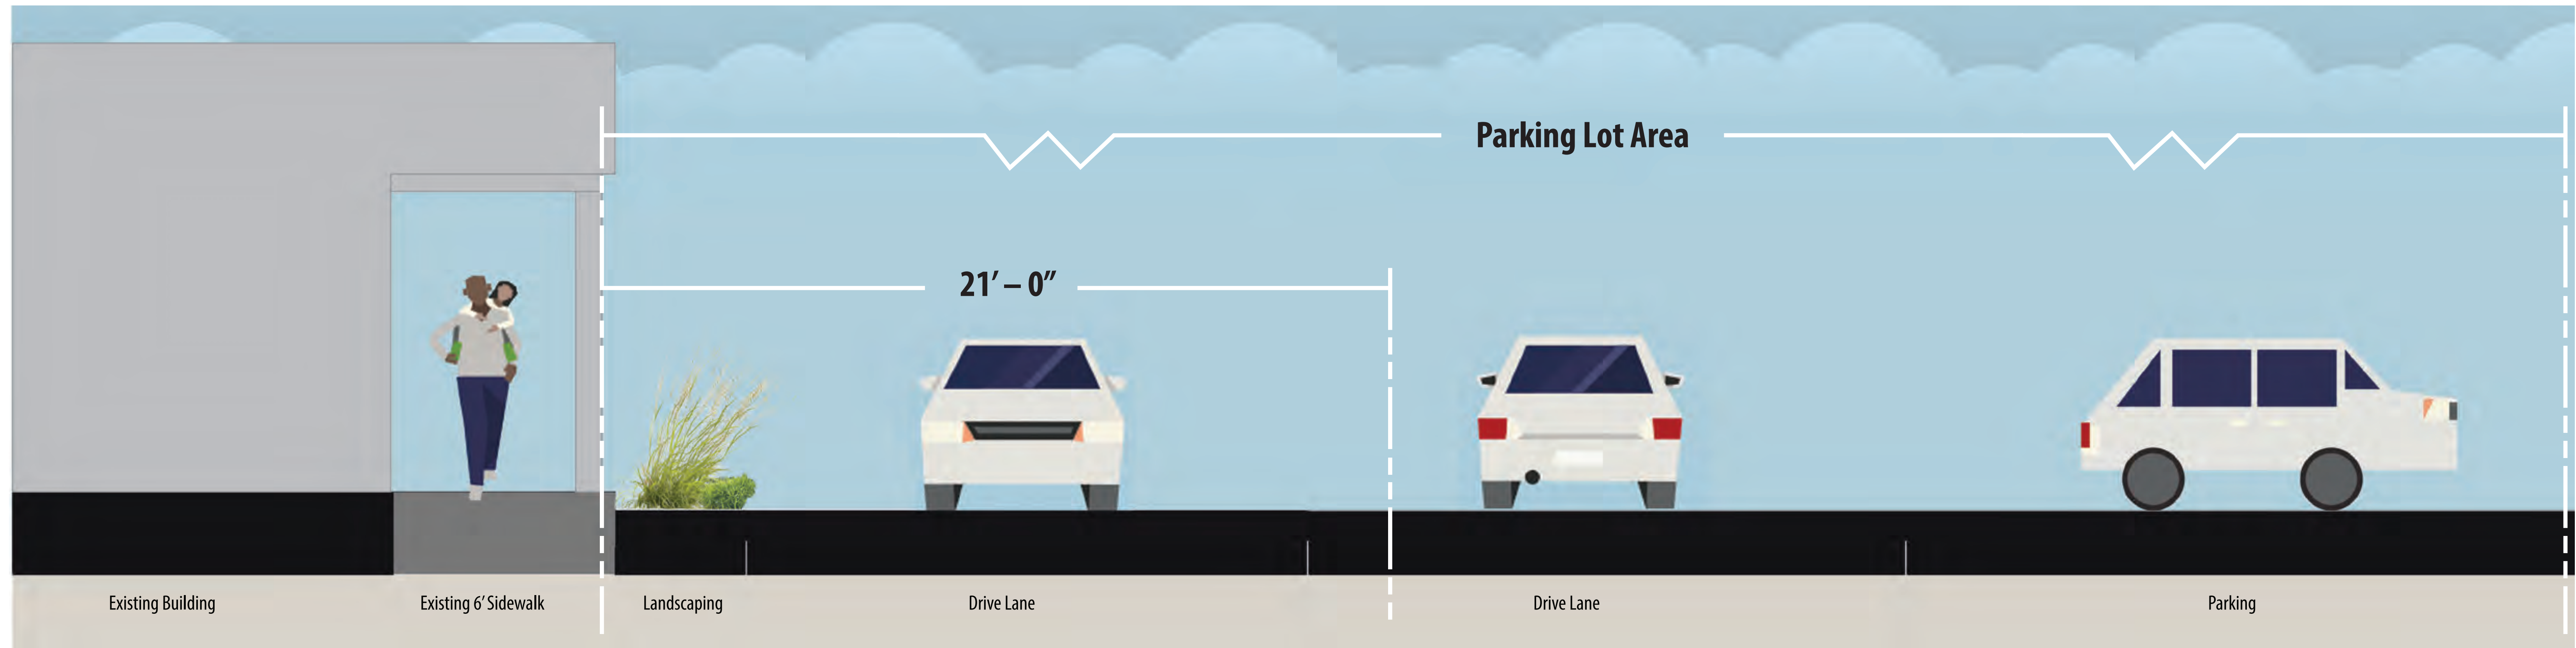 Parking Lot Area
21’ – 0”
Existing Building
Existing 6’ Sidewalk
Landscaping
Drive Lane
Drive Lane
Parking